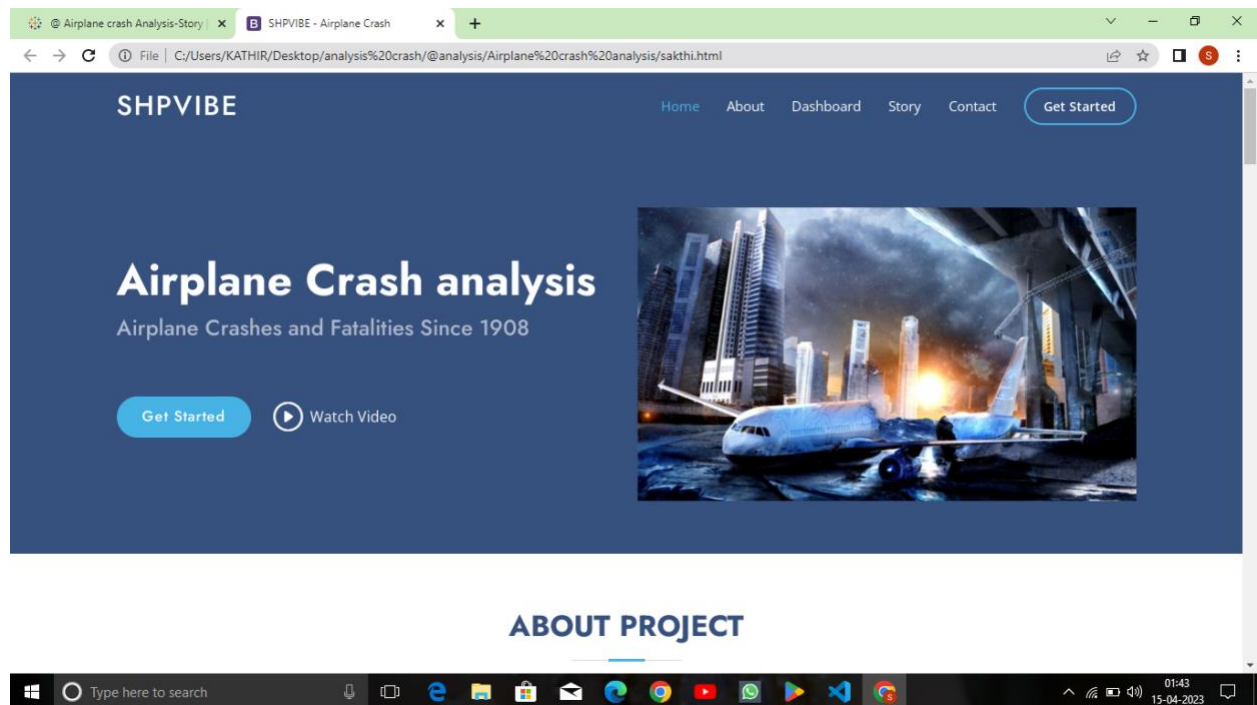 @ Airplane crash Analysis-Story |
B SHPVIBE - Airplane Crash
File | C:/Users/KATHIR/Desktop/analysis%20crash/@analysis/Airplane%20crash%20analysis/sakthi.html
S
SHPVIBE
Home About Dashboard Story Contact Get Started
Airplane Crash analysis
Airplane Crashes and Fatalities Since 1908
Get Started Watch Video
ABOUT PROJECT
Type here to search
01:43
15-04-2023